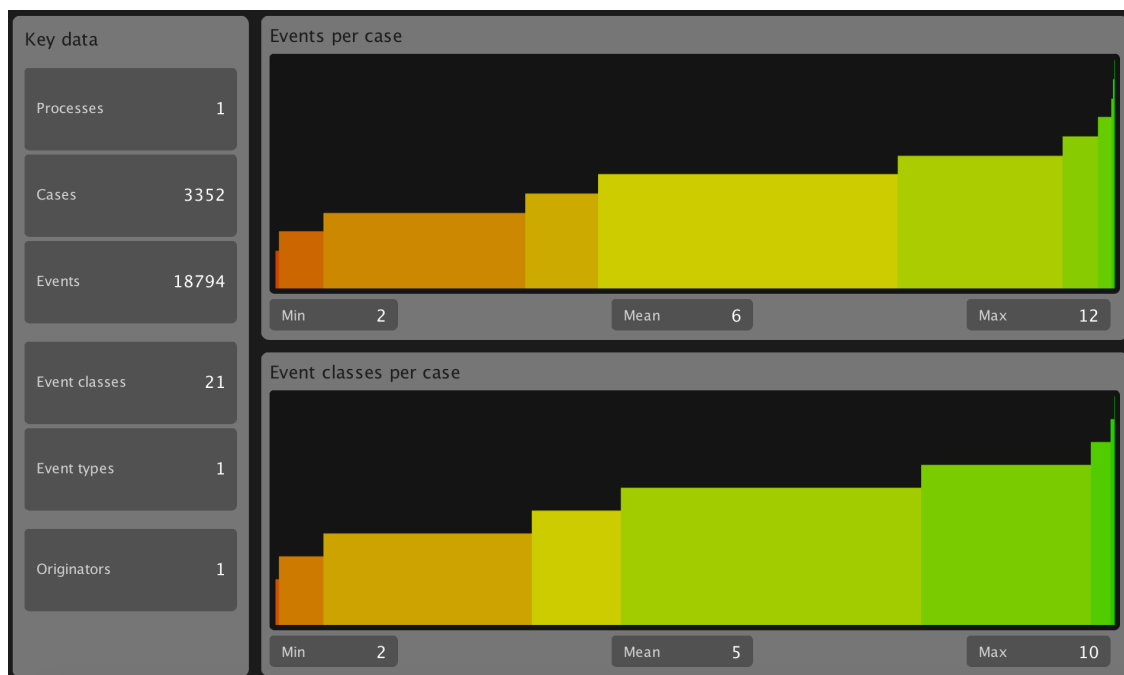 Key data
Processes 1
Cases 3352
Events 18794
Event classes 21
Event types 1
Originators 1
Events per case
Min 2 Mean 6 Max 12
Event classes per case
Min 2 Mean 5 Max 10